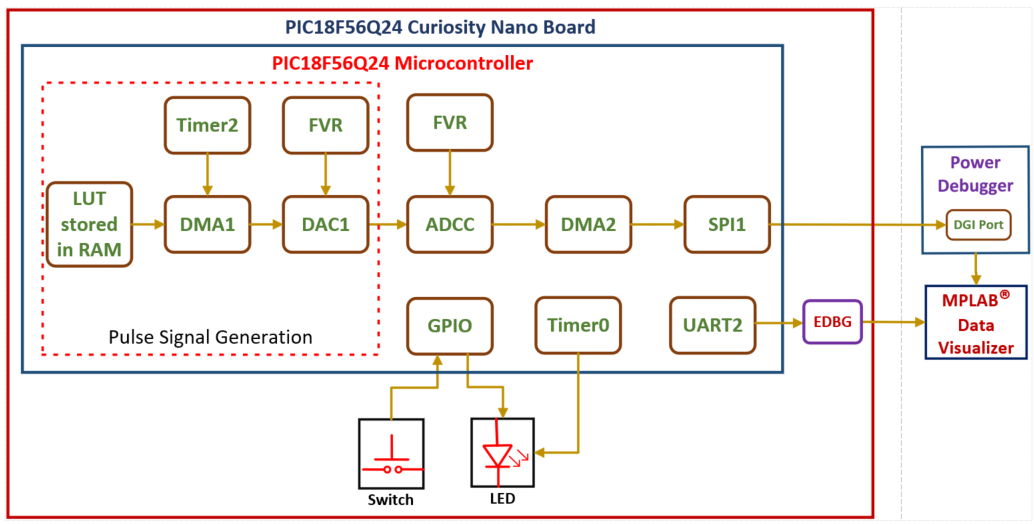 PIC18F56Q24 Curiosity Nano Board
PIC18F56Q24 Microcontroller
Timer2
FVR
FVR
LUT
stored
in RAM
DMA1
DAC1
ADCC
DMA2
SPI1
Power
Debugger
DGI Port
GPIO
Timer0
UART2
EDBG
MPLAB®
Data
Visualizer
Pulse Signal Generation
Switch
LED